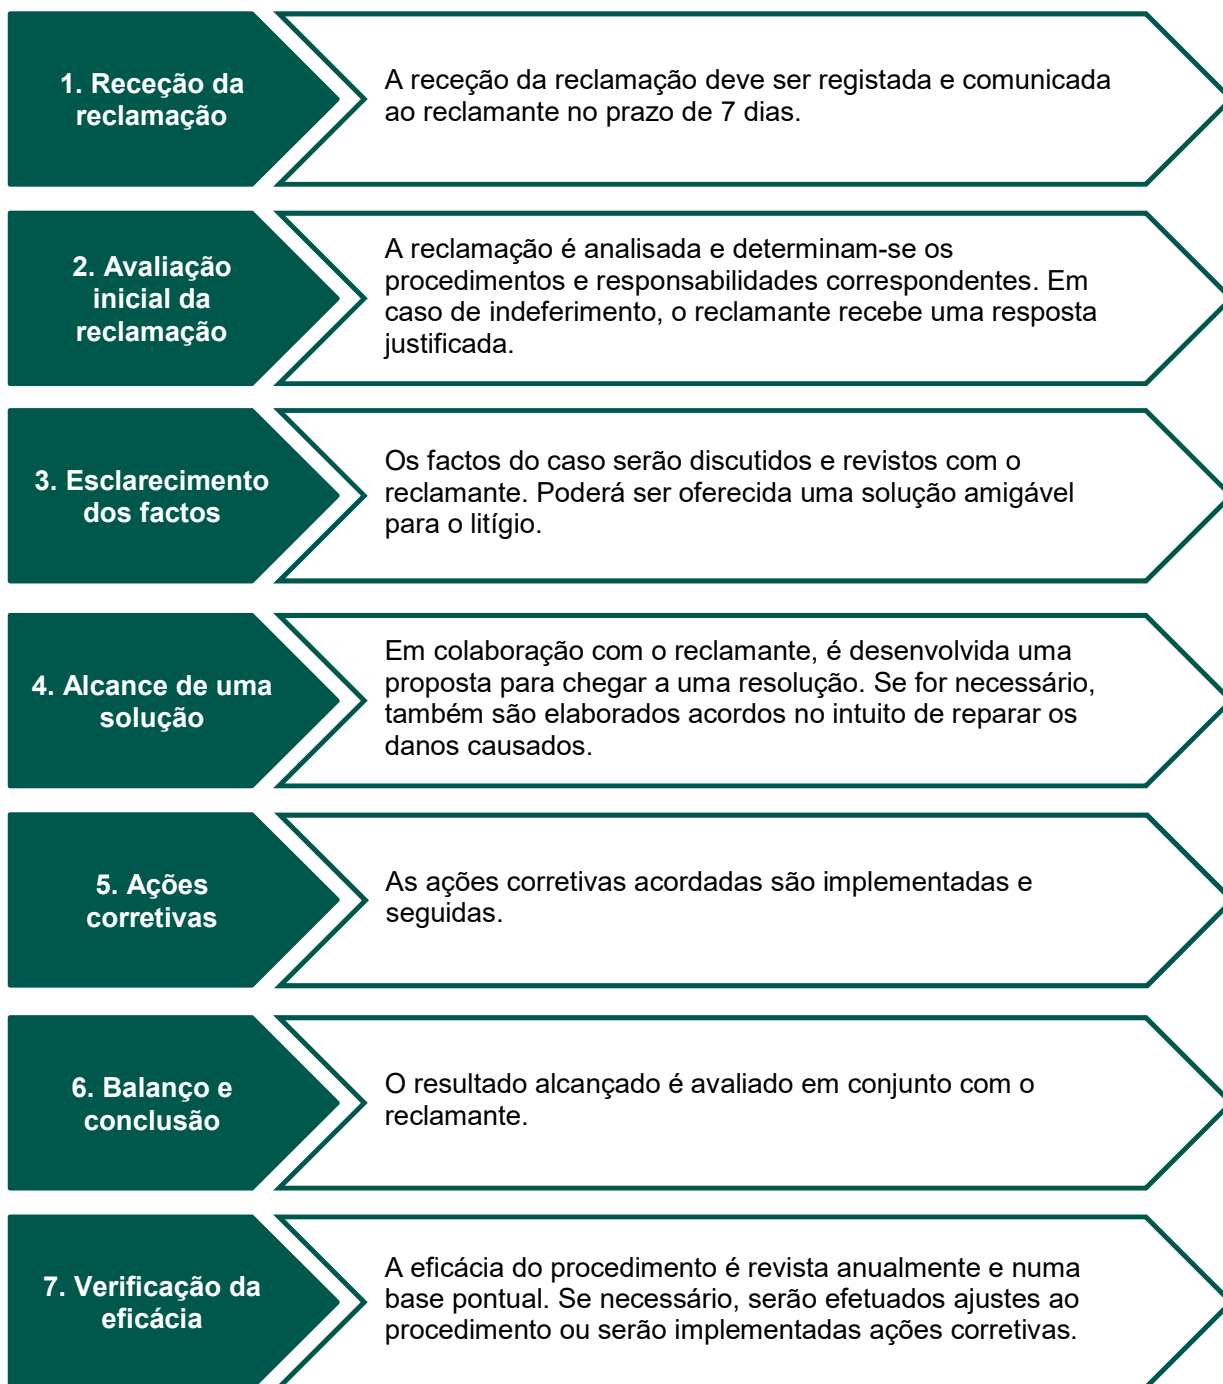 1. Receção da
reclamação
A receção da reclamação deve ser registada e comunicada
ao reclamante no prazo de 7 dias.
2. Avaliação
inicial da
reclamação
A reclamação é analisada e determinam-se os
procedimentos e responsabilidades correspondentes. Em
caso de indeferimento, o reclamante recebe uma resposta
justificada.
3. Esclarecimento
dos factos
Os factos do caso serão discutidos e revistos com o
reclamante. Poderá ser oferecida uma solução amigável
para o litígio.
4. Alcance de uma
solução
Em colaboração com o reclamante, é desenvolvida uma
proposta para chegar a uma resolução. Se for necessário,
também são elaborados acordos no intuito de reparar os
danos causados.
5. Ações
corretivas
As ações corretivas acordadas são implementadas e
seguidas.
6. Balanço e
conclusão
O resultado alcançado é avaliado em conjunto com o
reclamante.
7. Verificação da
eficácia
A eficácia do procedimento é revista anualmente e numa
base pontual. Se necessário, serão efetuados ajustes ao
procedimento ou serão implementadas ações corretivas.